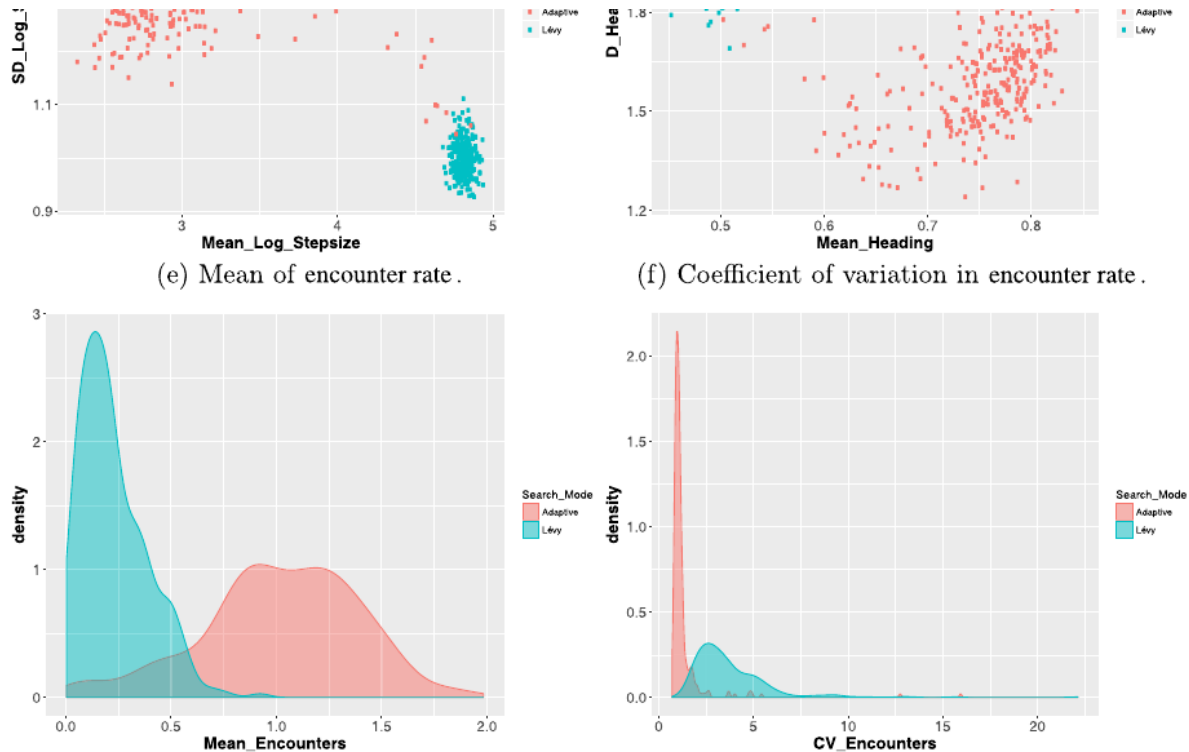 Adaptive
Lévy
SD_Log_
1.1
0.9
3 4 5
Mean_Log_Stepsize
1.8
Adaptive
Lévy
D_Hea
1.5
1.2
0.5 0.6 0.7 0.8
Mean_Heading
(e) Mean of encounter rate.
(f) Coefficient of variation in encounter rate.
3
2
1
0
density
0.0 0.5 1.0 1.5 2.0
Mean_Encounters
Search_Mode
Adaptive
Lévy
2.0
1.5
1.0
0.5
0.0
density
0 5 10 15 20
CV_Encounters
Search_Mode
Adaptive
Lévy